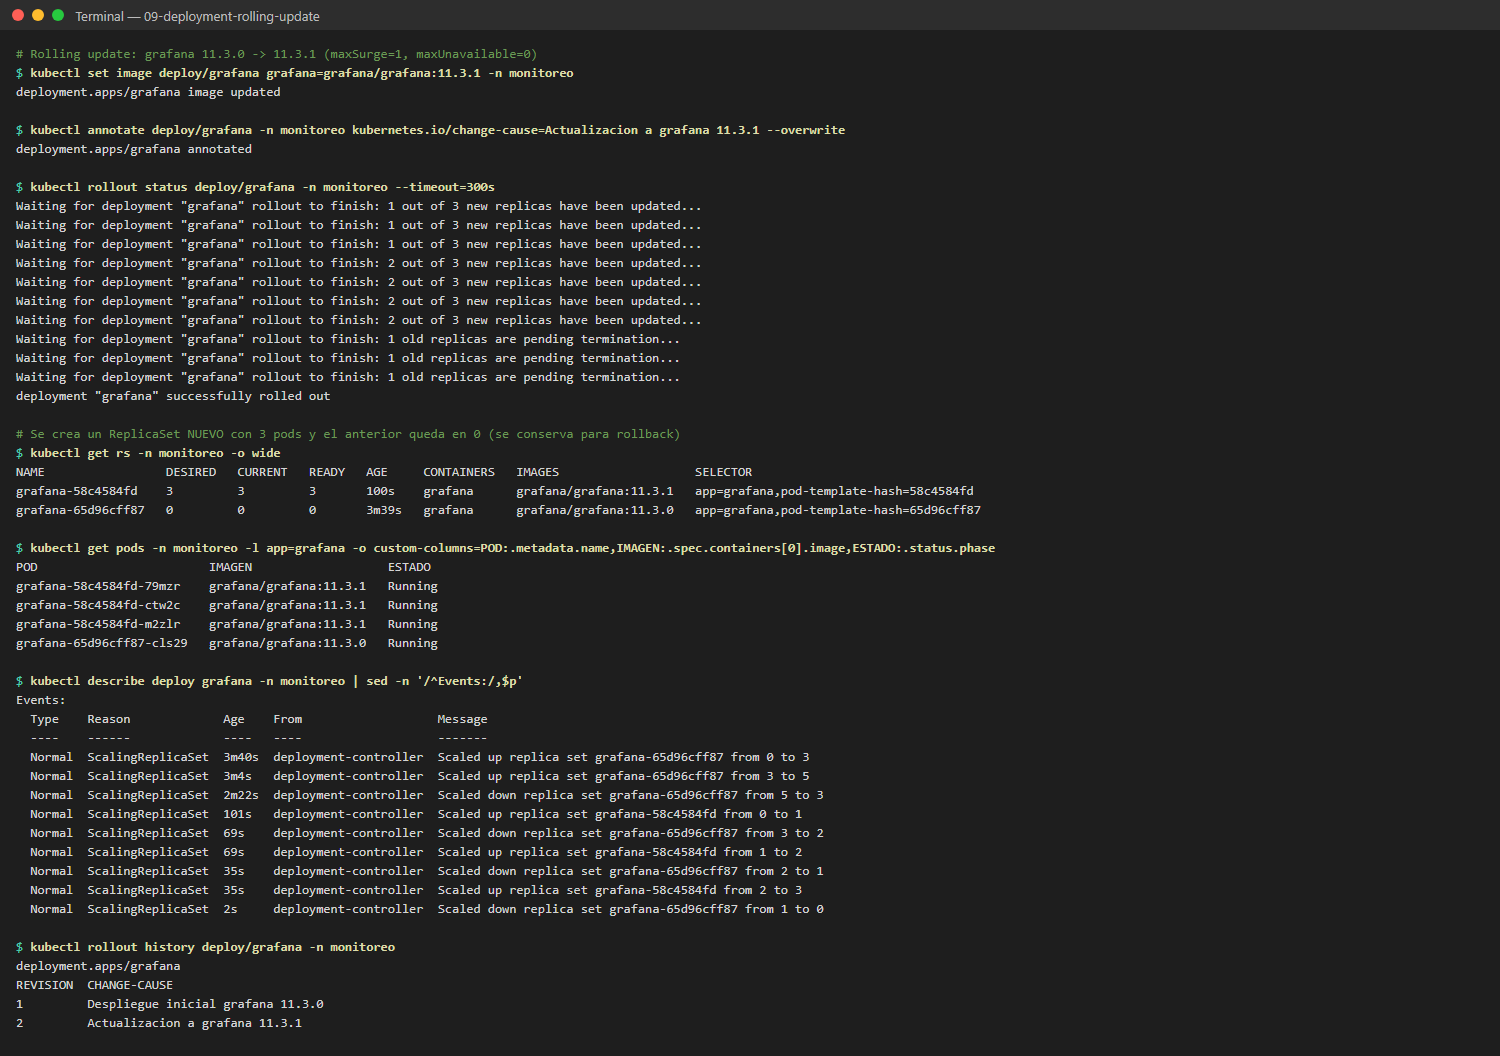 Terminal — 09-deployment-rolling-update
# Rolling update: grafana 11.3.0 -> 11.3.1 (maxSurge=1, maxUnavailable=0)
$ kubectl set image deploy/grafana grafana=grafana/grafana:11.3.1 -n monitoreo
deployment.apps/grafana image updated
$ kubectl annotate deploy/grafana -n monitoreo kubernetes.io/change-cause=Actualizacion a grafana 11.3.1 --overwrite
deployment.apps/grafana annotated
$ kubectl rollout status deploy/grafana -n monitoreo --timeout=300s
Waiting for deployment "grafana" rollout to finish: 1 out of 3 new replicas have been updated...
Waiting for deployment "grafana" rollout to finish: 1 out of 3 new replicas have been updated...
Waiting for deployment "grafana" rollout to finish: 1 out of 3 new replicas have been updated...
Waiting for deployment "grafana" rollout to finish: 2 out of 3 new replicas have been updated...
Waiting for deployment "grafana" rollout to finish: 2 out of 3 new replicas have been updated...
Waiting for deployment "grafana" rollout to finish: 2 out of 3 new replicas have been updated...
Waiting for deployment "grafana" rollout to finish: 2 out of 3 new replicas have been updated...
Waiting for deployment "grafana" rollout to finish: 1 old replicas are pending termination...
Waiting for deployment "grafana" rollout to finish: 1 old replicas are pending termination...
Waiting for deployment "grafana" rollout to finish: 1 old replicas are pending termination...
deployment "grafana" successfully rolled out
# Se crea un ReplicaSet NUEVO con 3 pods y el anterior queda en 0 (se conserva para rollback)
$ kubectl get rs -n monitoreo -o wide
NAME DESIRED CURRENT READY AGE CONTAINERS IMAGES SELECTOR
grafana-58c4584fd 3 3 3 100s grafana grafana/grafana:11.3.1 app=grafana,pod-template-hash=58c4584fd
grafana-65d96cff87 0 0 0 3m39s grafana grafana/grafana:11.3.0 app=grafana,pod-template-hash=65d96cff87
$ kubectl get pods -n monitoreo -l app=grafana -o custom-columns=POD:.metadata.name,IMAGEN:.spec.containers[0].image,ESTADO:.status.phase
POD IMAGEN ESTADO
grafana-58c4584fd-79mzr grafana/grafana:11.3.1 Running
grafana-58c4584fd-ctw2c grafana/grafana:11.3.1 Running
grafana-58c4584fd-m2zlr grafana/grafana:11.3.1 Running
grafana-65d96cff87-cls29 grafana/grafana:11.3.0 Running
$ kubectl describe deploy grafana -n monitoreo | sed -n '/^Events:/,$p'
Events:
Type Reason Age From Message
---- ------ ---- ---- -------
Normal ScalingReplicaSet 3m40s deployment-controller Scaled up replica set grafana-65d96cff87 from 0 to 3
Normal ScalingReplicaSet 3m4s deployment-controller Scaled up replica set grafana-65d96cff87 from 3 to 5
Normal ScalingReplicaSet 2m22s deployment-controller Scaled down replica set grafana-65d96cff87 from 5 to 3
Normal ScalingReplicaSet 101s deployment-controller Scaled up replica set grafana-58c4584fd from 0 to 1
Normal ScalingReplicaSet 69s deployment-controller Scaled down replica set grafana-65d96cff87 from 3 to 2
Normal ScalingReplicaSet 69s deployment-controller Scaled up replica set grafana-58c4584fd from 1 to 2
Normal ScalingReplicaSet 35s deployment-controller Scaled down replica set grafana-65d96cff87 from 2 to 1
Normal ScalingReplicaSet 35s deployment-controller Scaled up replica set grafana-58c4584fd from 2 to 3
Normal ScalingReplicaSet 2s deployment-controller Scaled down replica set grafana-65d96cff87 from 1 to 0
$ kubectl rollout history deploy/grafana -n monitoreo
deployment.apps/grafana
REVISION CHANGE-CAUSE
1 Despliegue inicial grafana 11.3.0
2 Actualizacion a grafana 11.3.1